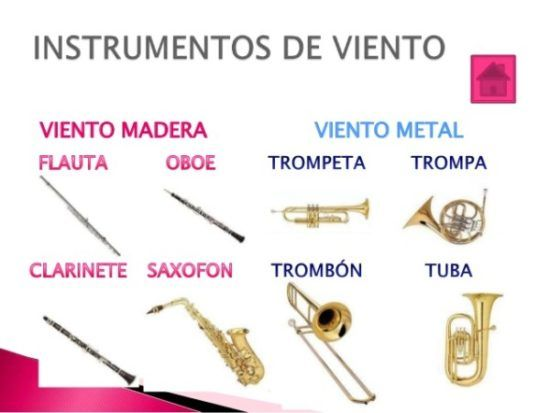 INSTRUMENTOS DE VIENTO
VIENTO MADERA
VIENTO METAL
FLAUTA OBOE TROMPETA TROMPA
CLARINETE SAXOFON TROMBÓN TUBA